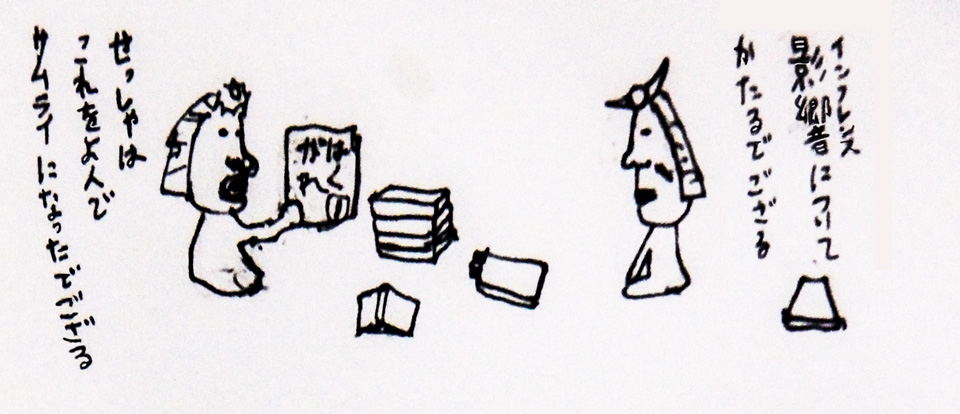 インフレンス
影響について
かたるでござる
はが
くれ
せっしゃは
これをよんで
サムライになったでござる